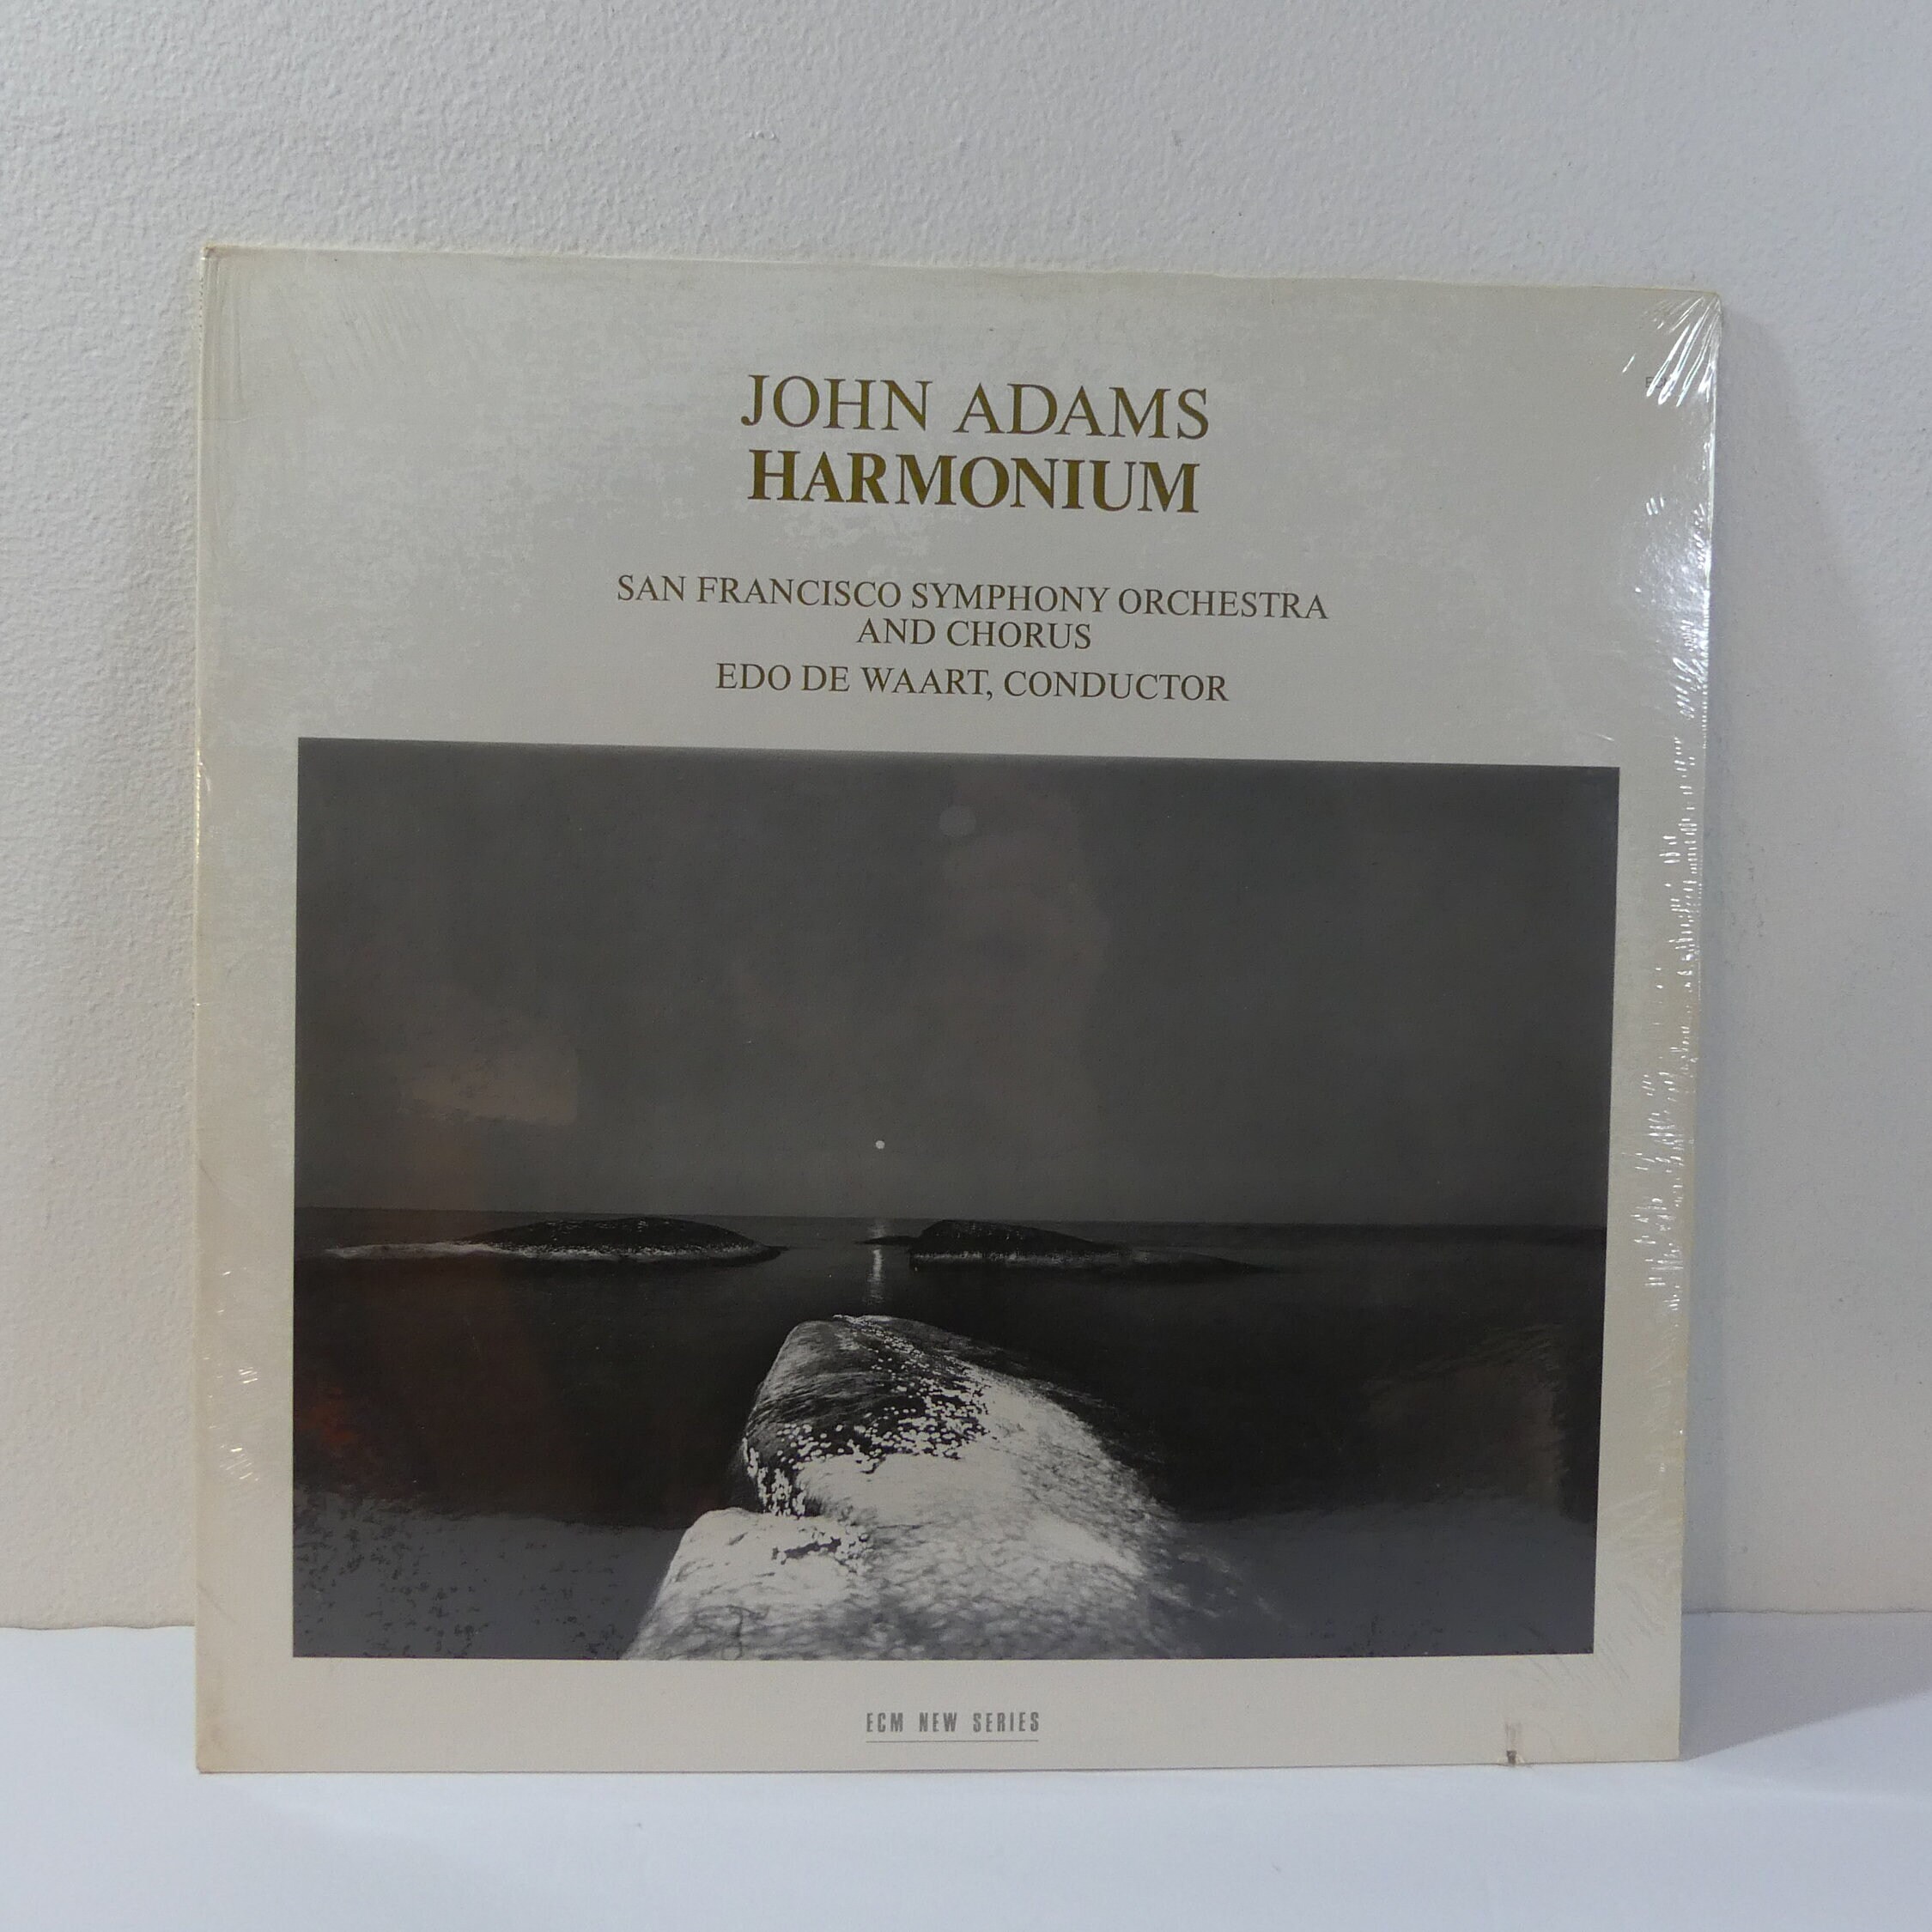 JOHN ADAMS
HARMONIUM
SAN FRANCISCO SYMPHONY ORCHESTRA
AND CHORUS
EDO DE WAART, CONDUCTOR
ECM NEW SERIES